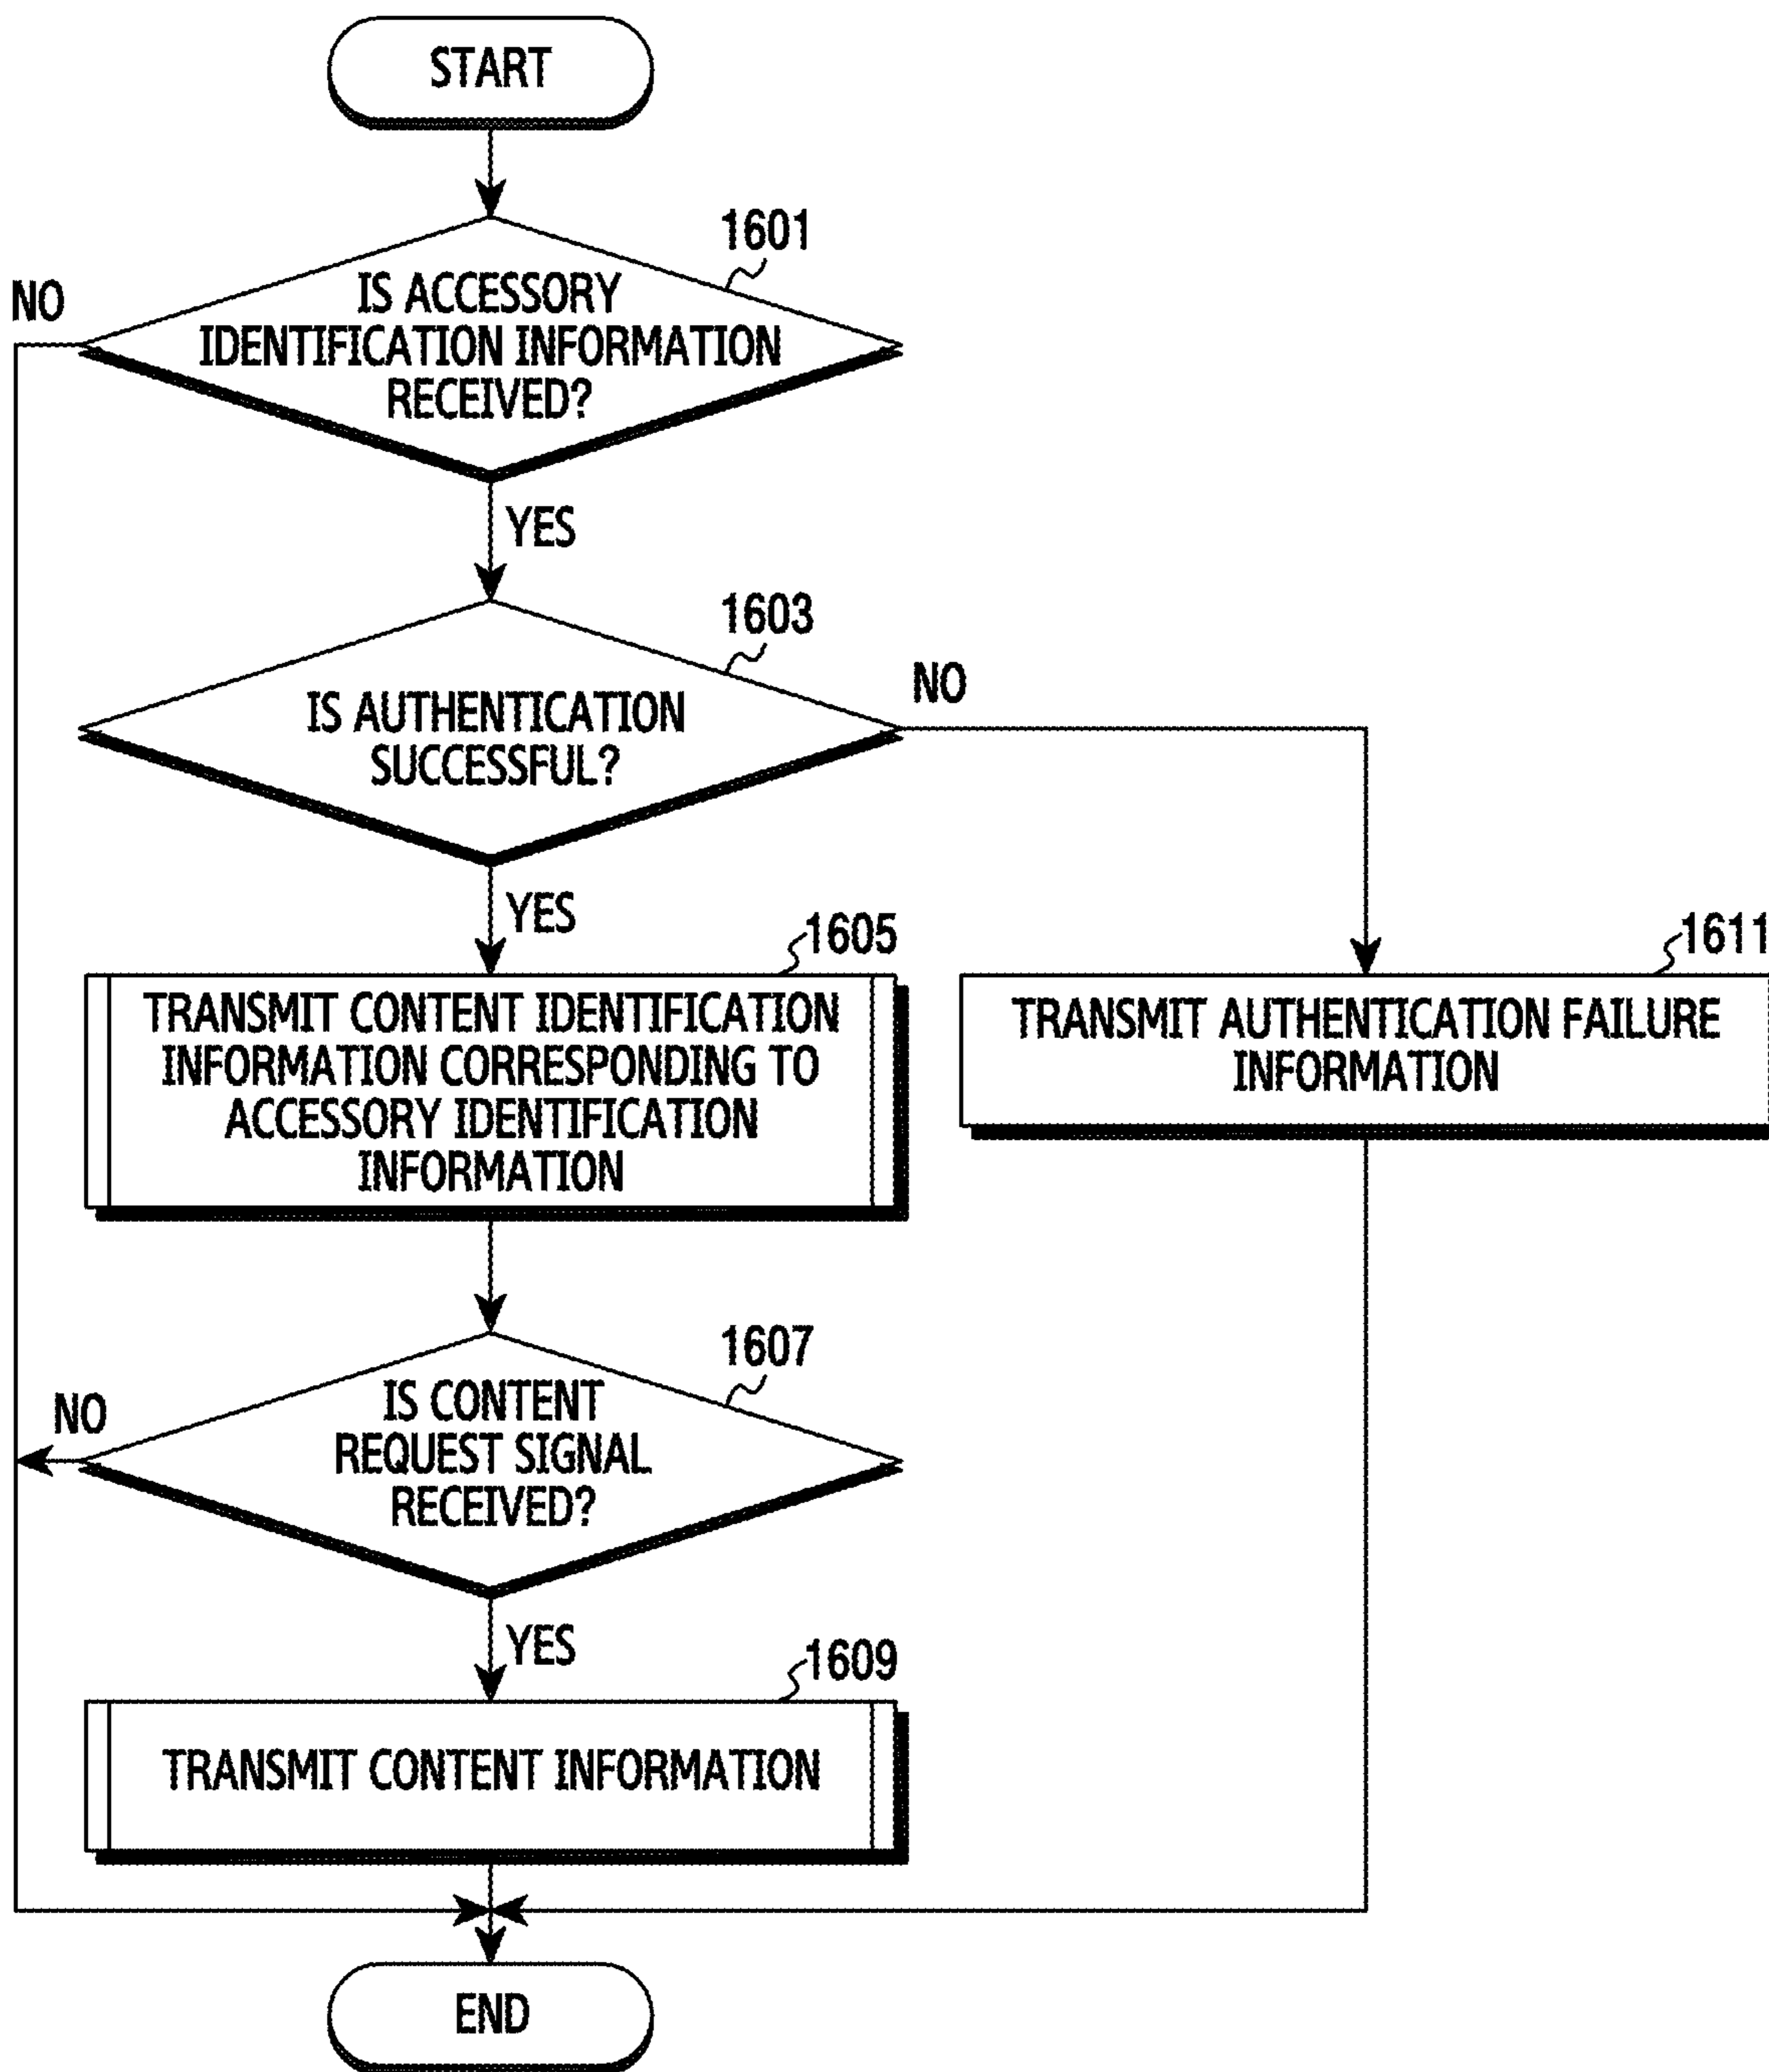 START
1601
NO
IS ACCESSORY
IDENTIFICATION INFORMATION
RECEIVED?
YES
1603
NO
IS AUTHENTICATION
SUCCESSFUL?
YES
1605
TRANSMIT CONTENT IDENTIFICATION
INFORMATION CORRESPONDING TO
ACCESSORY IDENTIFICATION
INFORMATION
1611
TRANSMIT AUTHENTICATION FAILURE
INFORMATION
1607
NO
IS CONTENT
REQUEST SIGNAL
RECEIVED?
YES
1609
TRANSMIT CONTENT INFORMATION
END